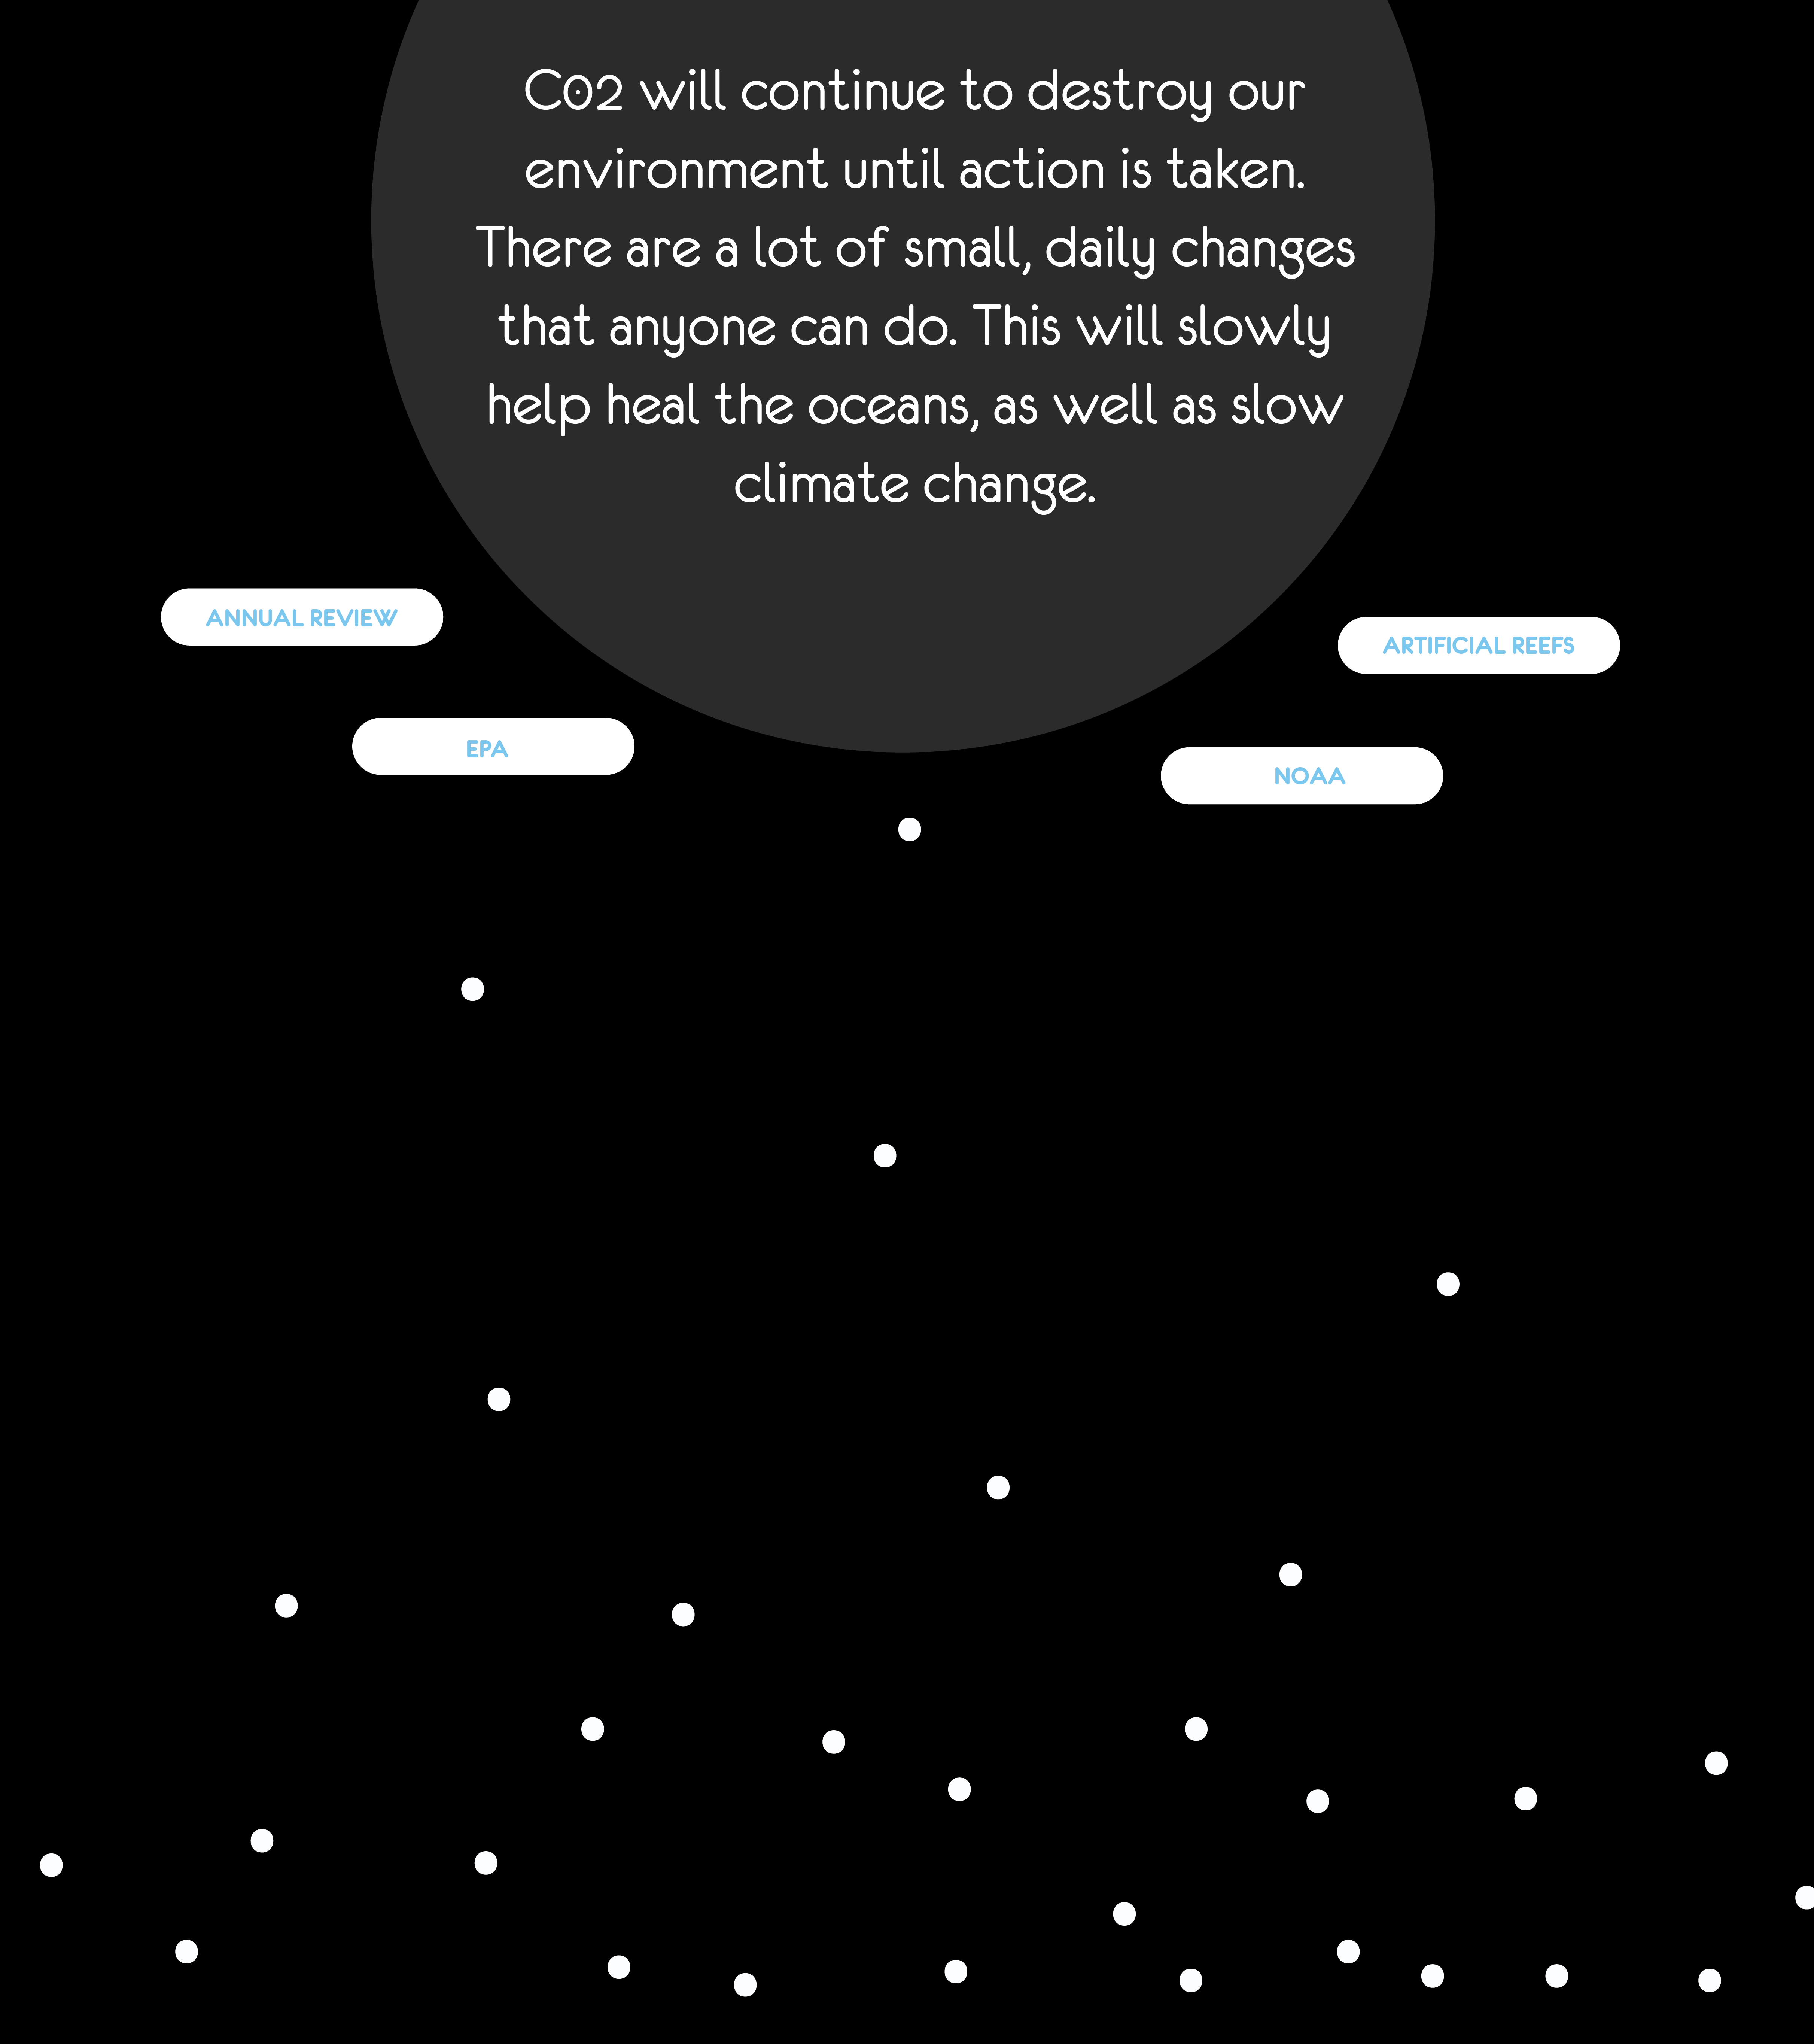 C02 will continue to destroy our
environment until action is taken.
There are a lot of small, daily changes
that anyone can do. This will slowly
help heal the oceans, as well as slow
climate change.
ANNUAL REVIEW
ARTIFICIAL REEFS
EPA
NOAA